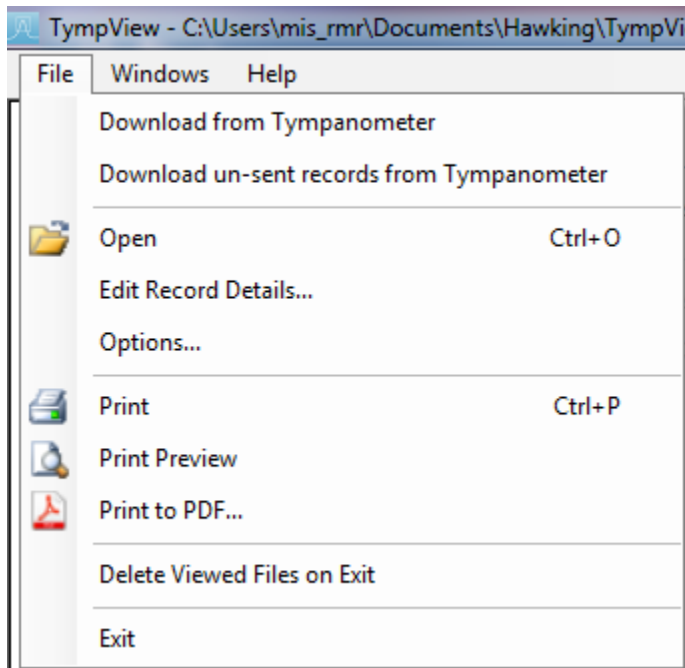 TympView - C:\Users\mis_rmr\Documents\Hawking\TympVi
File Windows Help
Download from Tympanometer
Download un-sent records from Tympanometer
Open Ctrl+O
Edit Record Details...
Options...
Print Ctrl+P
Print Preview
Print to PDF...
Delete Viewed Files on Exit
Exit